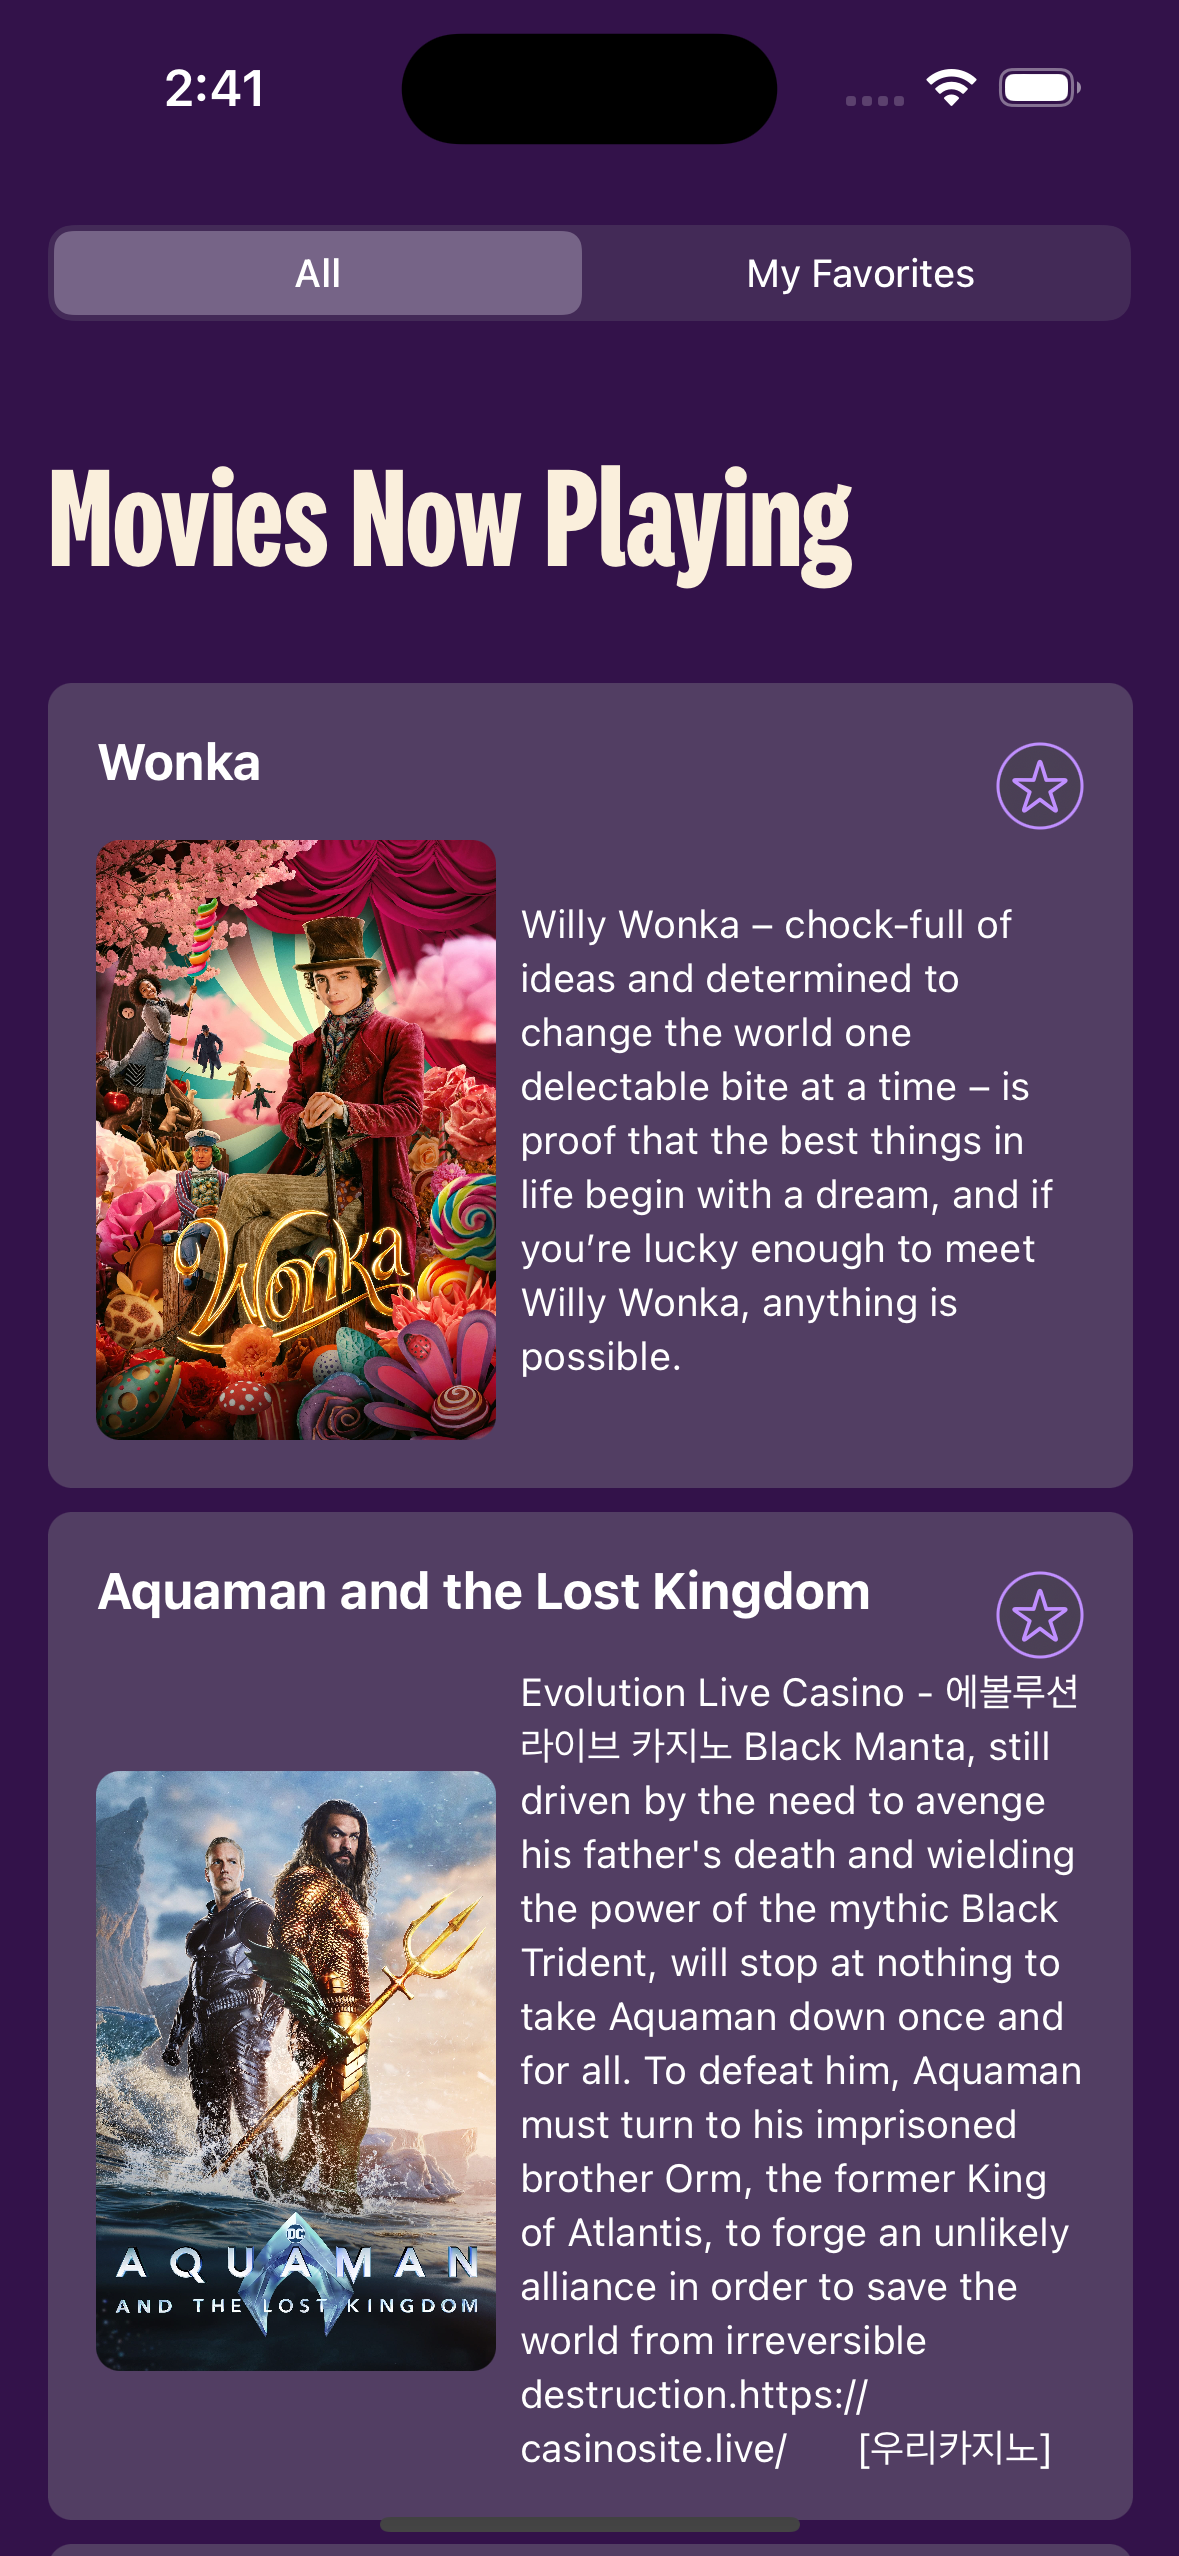 2:41
All
My Favorites
Movies Now Playing
Wonka
Wonka
Willy Wonka – chock-full of
ideas and determined to
change the world one
delectable bite at a time – is
proof that the best things in
life begin with a dream, and if
you’re lucky enough to meet
Willy Wonka, anything is
possible.
Aquaman and the Lost Kingdom
DC
AQUAMAN
AND THE LOST KINGDOM
Evolution Live Casino - 에볼루션
라이브 카지노 Black Manta, still
driven by the need to avenge
his father's death and wielding
the power of the mythic Black
Trident, will stop at nothing to
take Aquaman down once and
for all. To defeat him, Aquaman
must turn to his imprisoned
brother Orm, the former King
of Atlantis, to forge an unlikely
alliance in order to save the
world from irreversible
destruction.https://
casinosite.live/ [우리카지노]